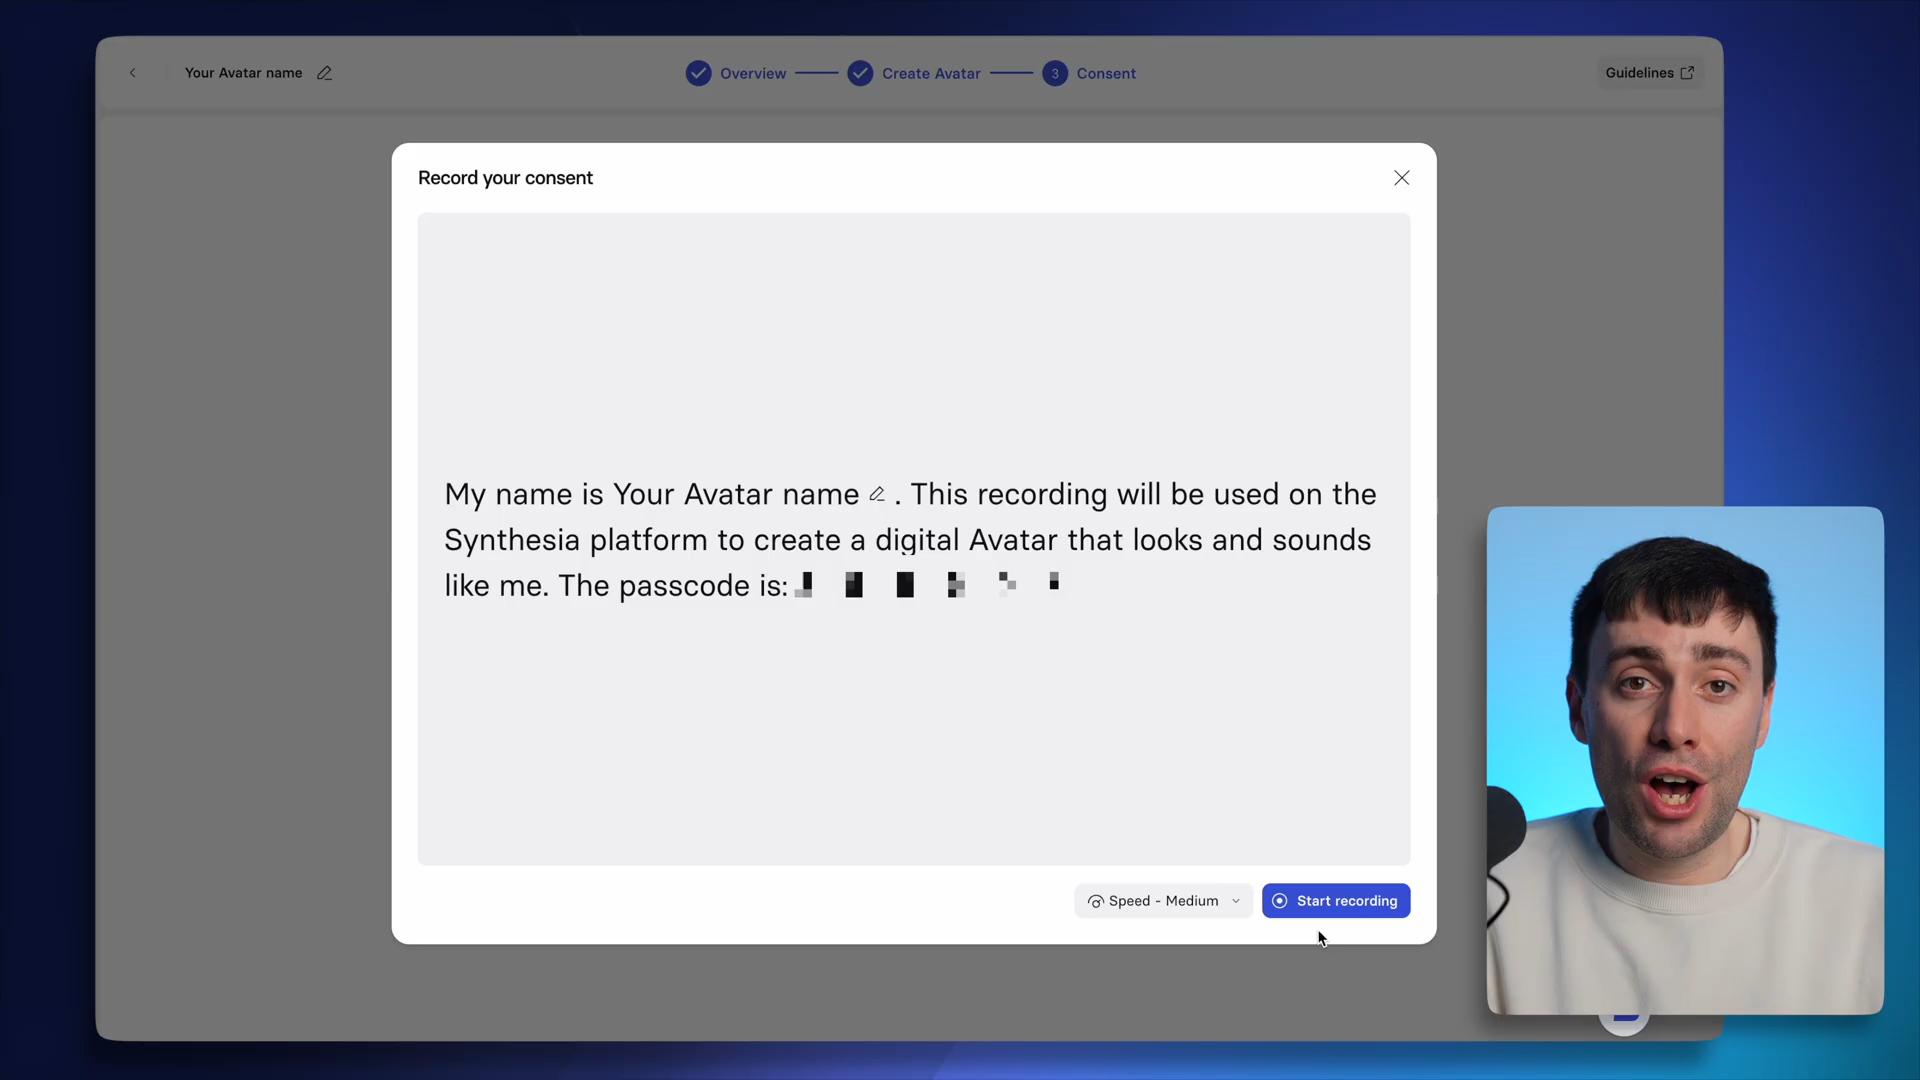 Your Avatar name
Overview
Create Avatar
3 Consent
Guidelines
Record your consent
My name is Your Avatar name . This recording will be used on the
Synthesia platform to create a digital Avatar that looks and sounds
like me. The passcode is:
Speed - Medium
Start recording